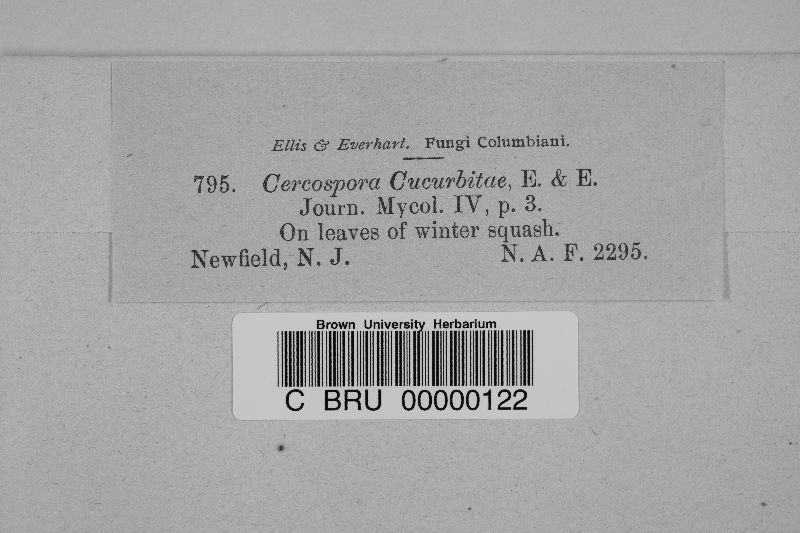 Ellis & Everhart. Fungi Columbiani.
795. Cercospora Cucurbitae, E. & E.
Journ. Mycol. IV, p. 3.
On leaves of winter squash.
Newfield, N. J. N. A. F. 2295.
Brown University Herbarium
C BRU 00000122